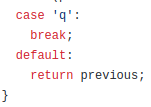 case 'q':
break;
default:
return previous;
}